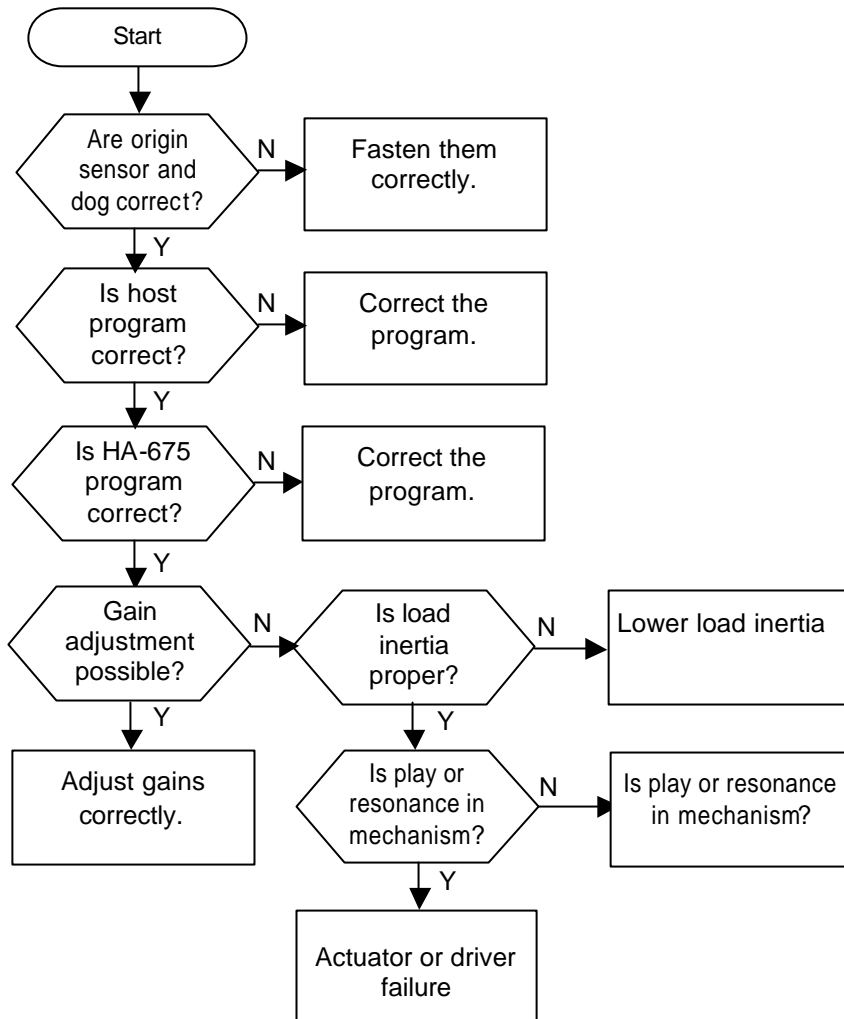 Start
Are origin
sensor and
dog correct?
N
Fasten them
correctly.
Y
Is host
program
correct?
N
Correct the
program.
Y
Is HA-675
program
correct?
N
Correct the
program.
Y
Gain
adjustment
possible?
N
Is load
inertia
proper?
N
Lower load inertia
Y
Y
Adjust gains
correctly.
Is play or
resonance in
mechanism?
N
Is play or resonance
in mechanism?
Y
Actuator or driver
failure